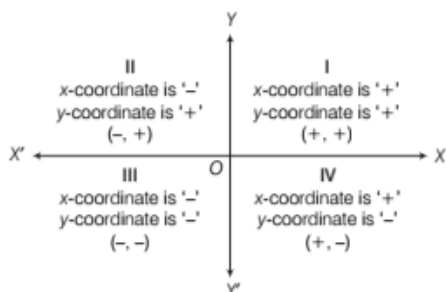 Y
II
x-coordinate is ‘–’
y-coordinate is ‘+’
(–, +)
I
x-coordinate is ‘+’
y-coordinate is ‘+’
(+, +)
X′
O
X
III
x-coordinate is ‘–’
y-coordinate is ‘–’
(–, –)
IV
x-coordinate is ‘+’
y-coordinate is ‘–’
(+, –)
Y′